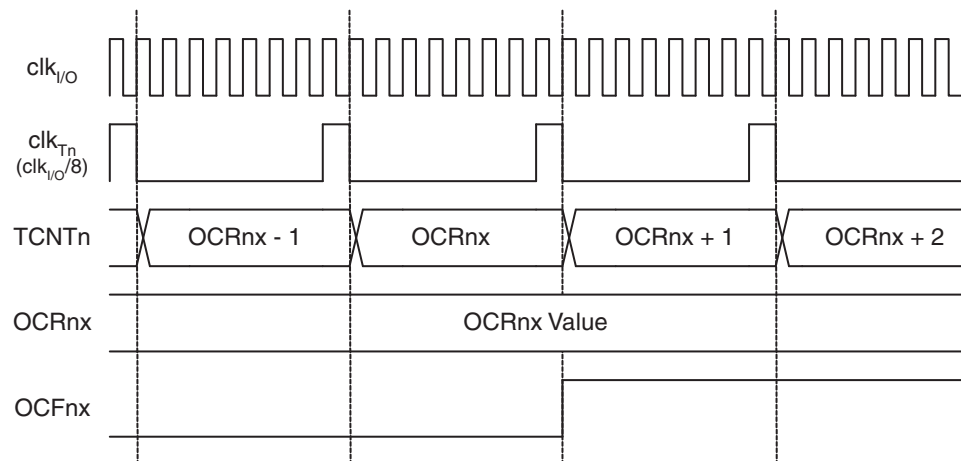 clkI/O
clkTn
(clkI/O/8)
TCNTn OCRnx - 1 OCRnx OCRnx + 1 OCRnx + 2
OCRnx OCRnx Value
OCFnx